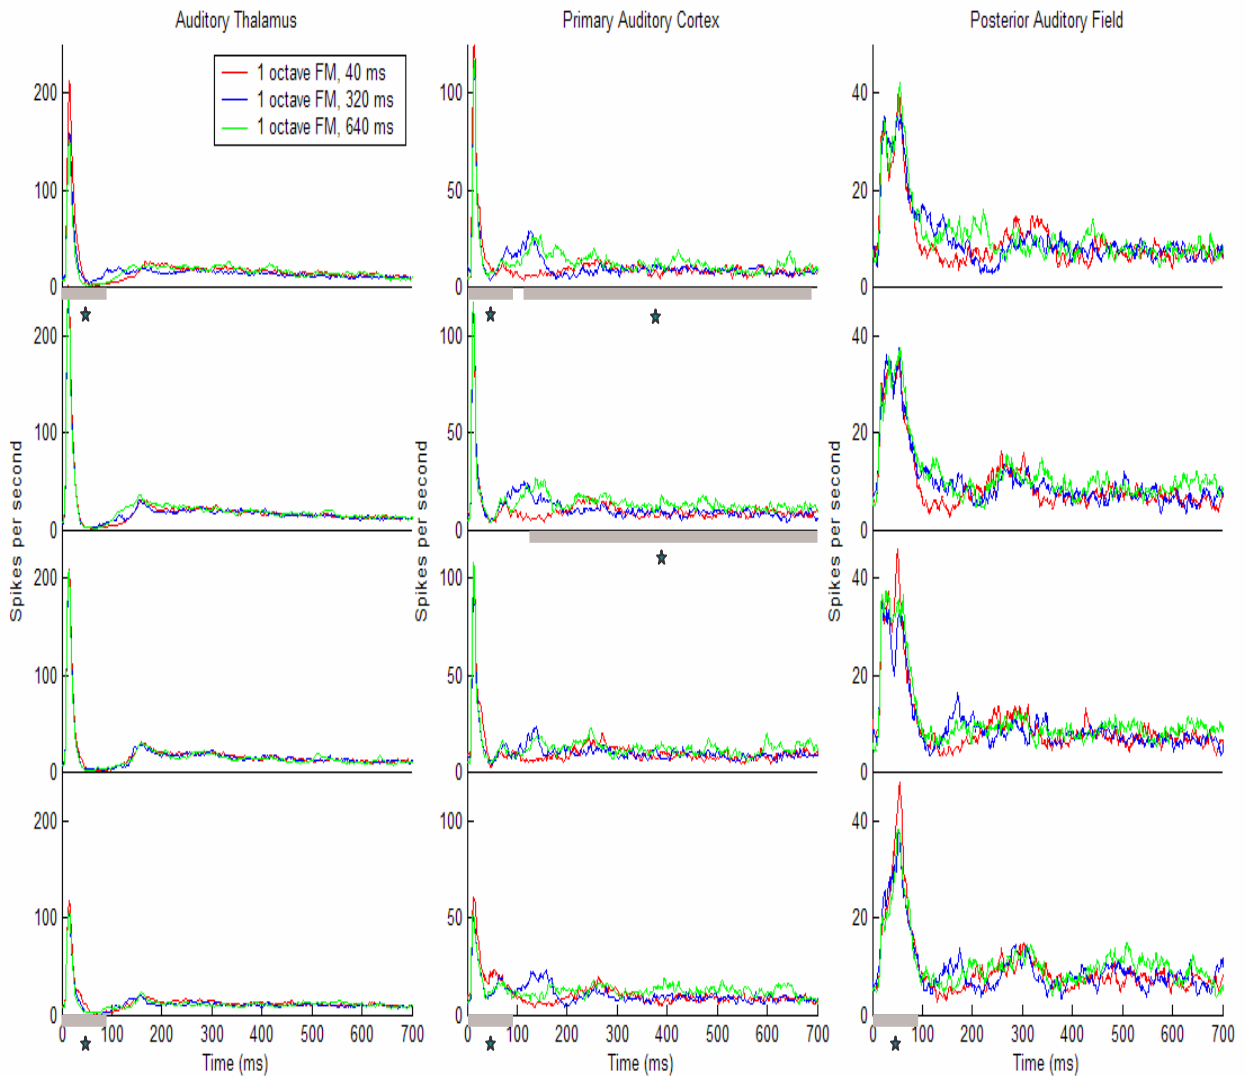 Auditory Thalamus
Primary Auditory Cortex
Posterior Auditory Field
1 octave FM, 40 ms
1 octave FM, 320 ms
1 octave FM, 640 ms
200
100
0
100
50
0
40
20
0
200
100
0
100
50
0
40
20
0
200
100
0
100
50
0
40
20
0
200
100
0
100
50
0
40
20
0
Spikes per second
Spikes per second
Spikes per second
0 100 200 300 400 500 600 700
0 100 200 300 400 500 600 700
0 100 200 300 400 500 600 700
Time (ms)
Time (ms)
Time (ms)